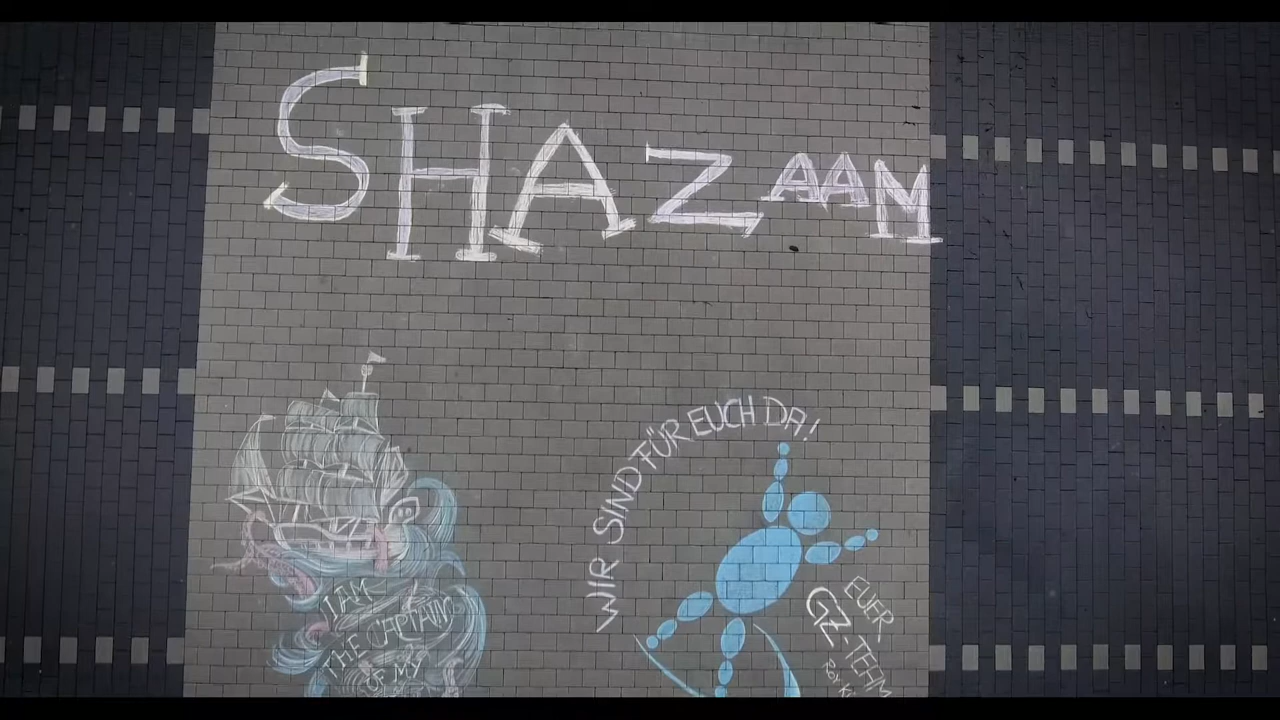 SHAZAAM
WIR SIND FÜR EUCH DA!
I AM
THE CAPTAIN
OF MY
EUER
GZ-TEAM